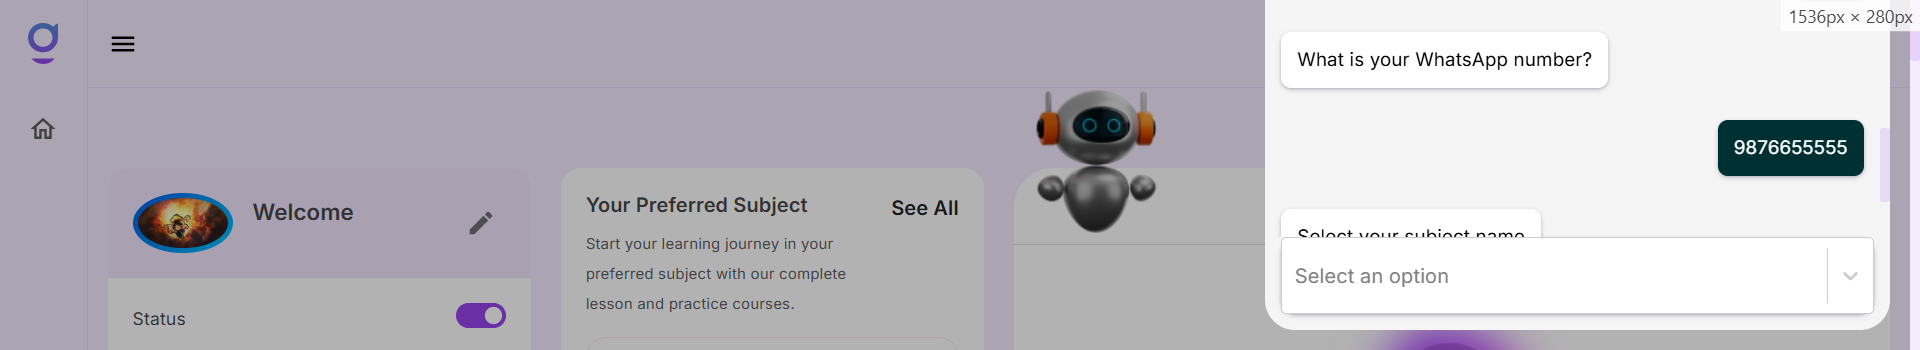 1536px × 280px
What is your WhatsApp number?
9876655555
Select your subject name
Select an option
Welcome
Status
Your Preferred Subject
See All
Start your learning journey in your
preferred subject with our complete
lesson and practice courses.